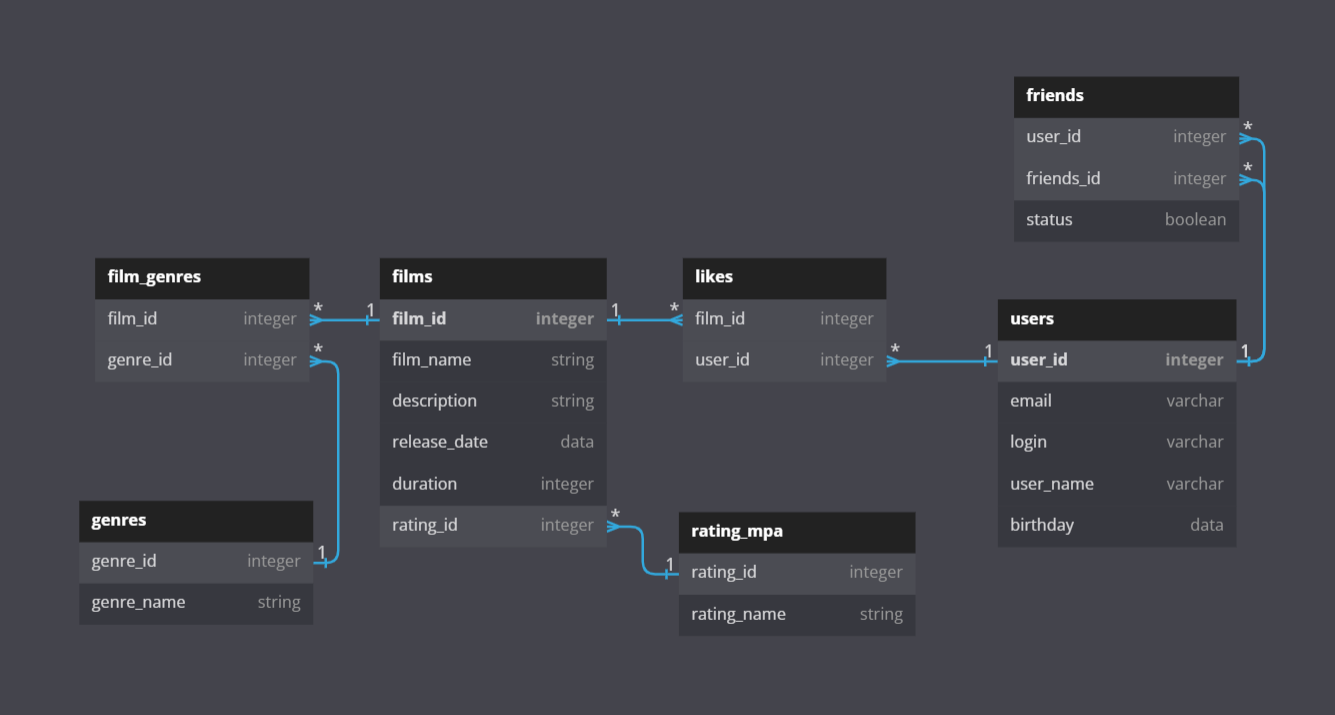 friends
user_id integer *
friends_id integer *
status boolean
film_genres
film_id integer *
genre_id integer *
films
1 film_id integer 1
film_name string
description string
release_date data
duration integer
rating_id integer *
likes
* film_id integer
user_id integer *
users
1 user_id integer 1
email varchar
login varchar
user_name varchar
birthday data
genres
genre_id integer 1
genre_name string
rating_mpa
1 rating_id integer
rating_name string